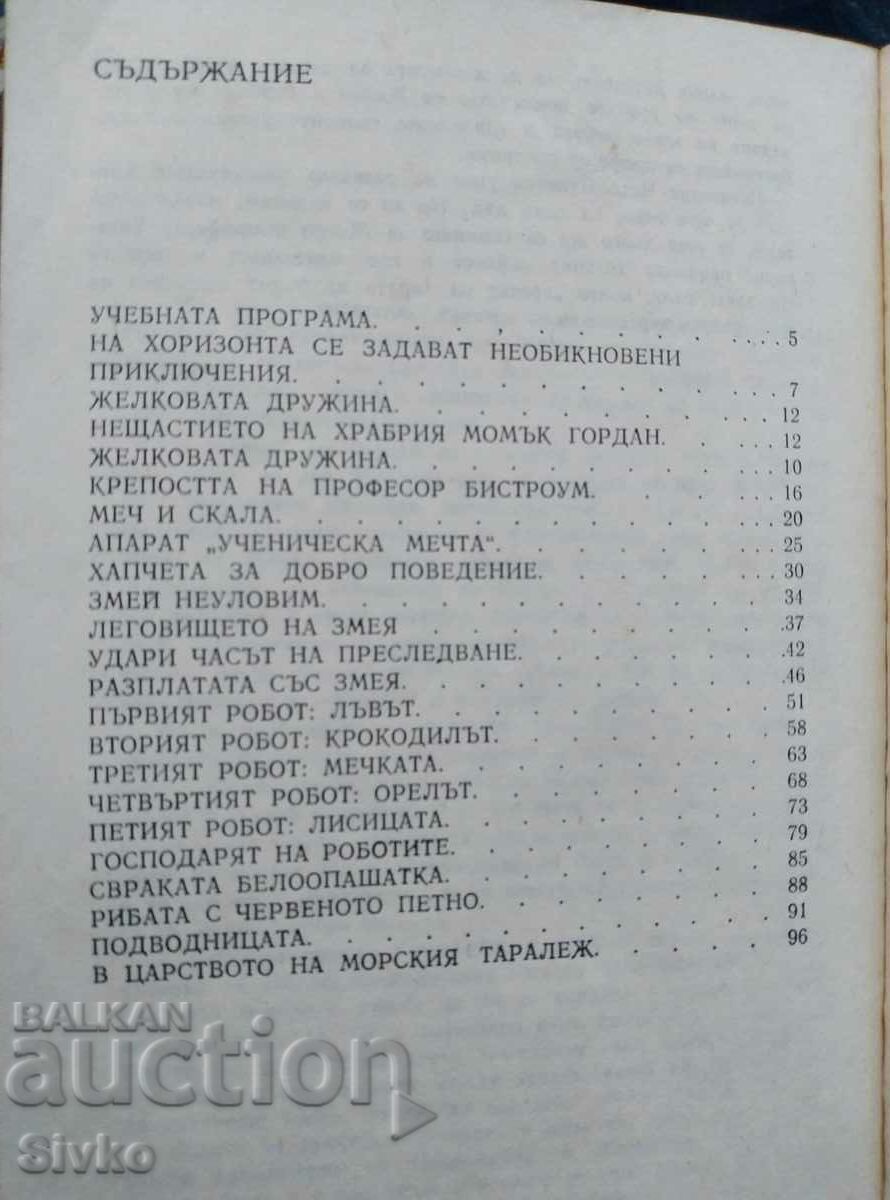 СЪДЪРЖАНИЕ
УЧЕБНАТА ПРОГРАМА. 5
НА ХОРИЗОНТА СЕ ЗАДАВАТ НЕОБИКНОВЕНИ
ПРИКЛЮЧЕНИЯ. 7
ЖЕЛКОВАТА ДРУЖИНА. 12
НЕЩАСТИЕТО НА ХРАБРИЯ МОМЪК ГОРДАН. 12
ЖЕЛКОВАТА ДРУЖИНА. 10
КРЕПОСТТА НА ПРОФЕСОР БИСТРОУМ. 16
МЕЧ И СКАЛА. 20
АПАРАТ „УЧЕНИЧЕСКА МЕЧТА“. 25
ХАПЧЕТА ЗА ДОБРО ПОВЕДЕНИЕ. 30
ЗМЕЙ НЕУЛОВИМ. 34
ЛЕГОВИЩЕТО НА ЗМЕЯ 37
УДАРИ ЧАСЪТ НА ПРЕСЛЕДВАНЕ. 42
РАЗПЛАТАТА СЪС ЗМЕЯ. 46
ПЪРВИЯТ РОБОТ: ЛЪВЪТ. 51
ВТОРИЯТ РОБОТ: КРОКОДИЛЪТ. 58
ТРЕТИЯТ РОБОТ: МЕЧКАТА. 63
ЧЕТВЪРТИЯТ РОБОТ: ОРЕЛЪТ. 68
ПЕТИЯТ РОБОТ: ЛИСИЦАТА. 73
ГОСПОДАРЯТ НА РОБОТИТЕ. 79
СВРАКАТА БЕЛООПАШАТКА. 85
РИБАТА С ЧЕРВЕНОТО ПЕТНО. 88
ПОДВОДНИЦАТА. 91
В ЦАРСТВОТО НА МОРСКИЯ ТАРАЛЕЖ. 96
BALKAN
auction
Sivko